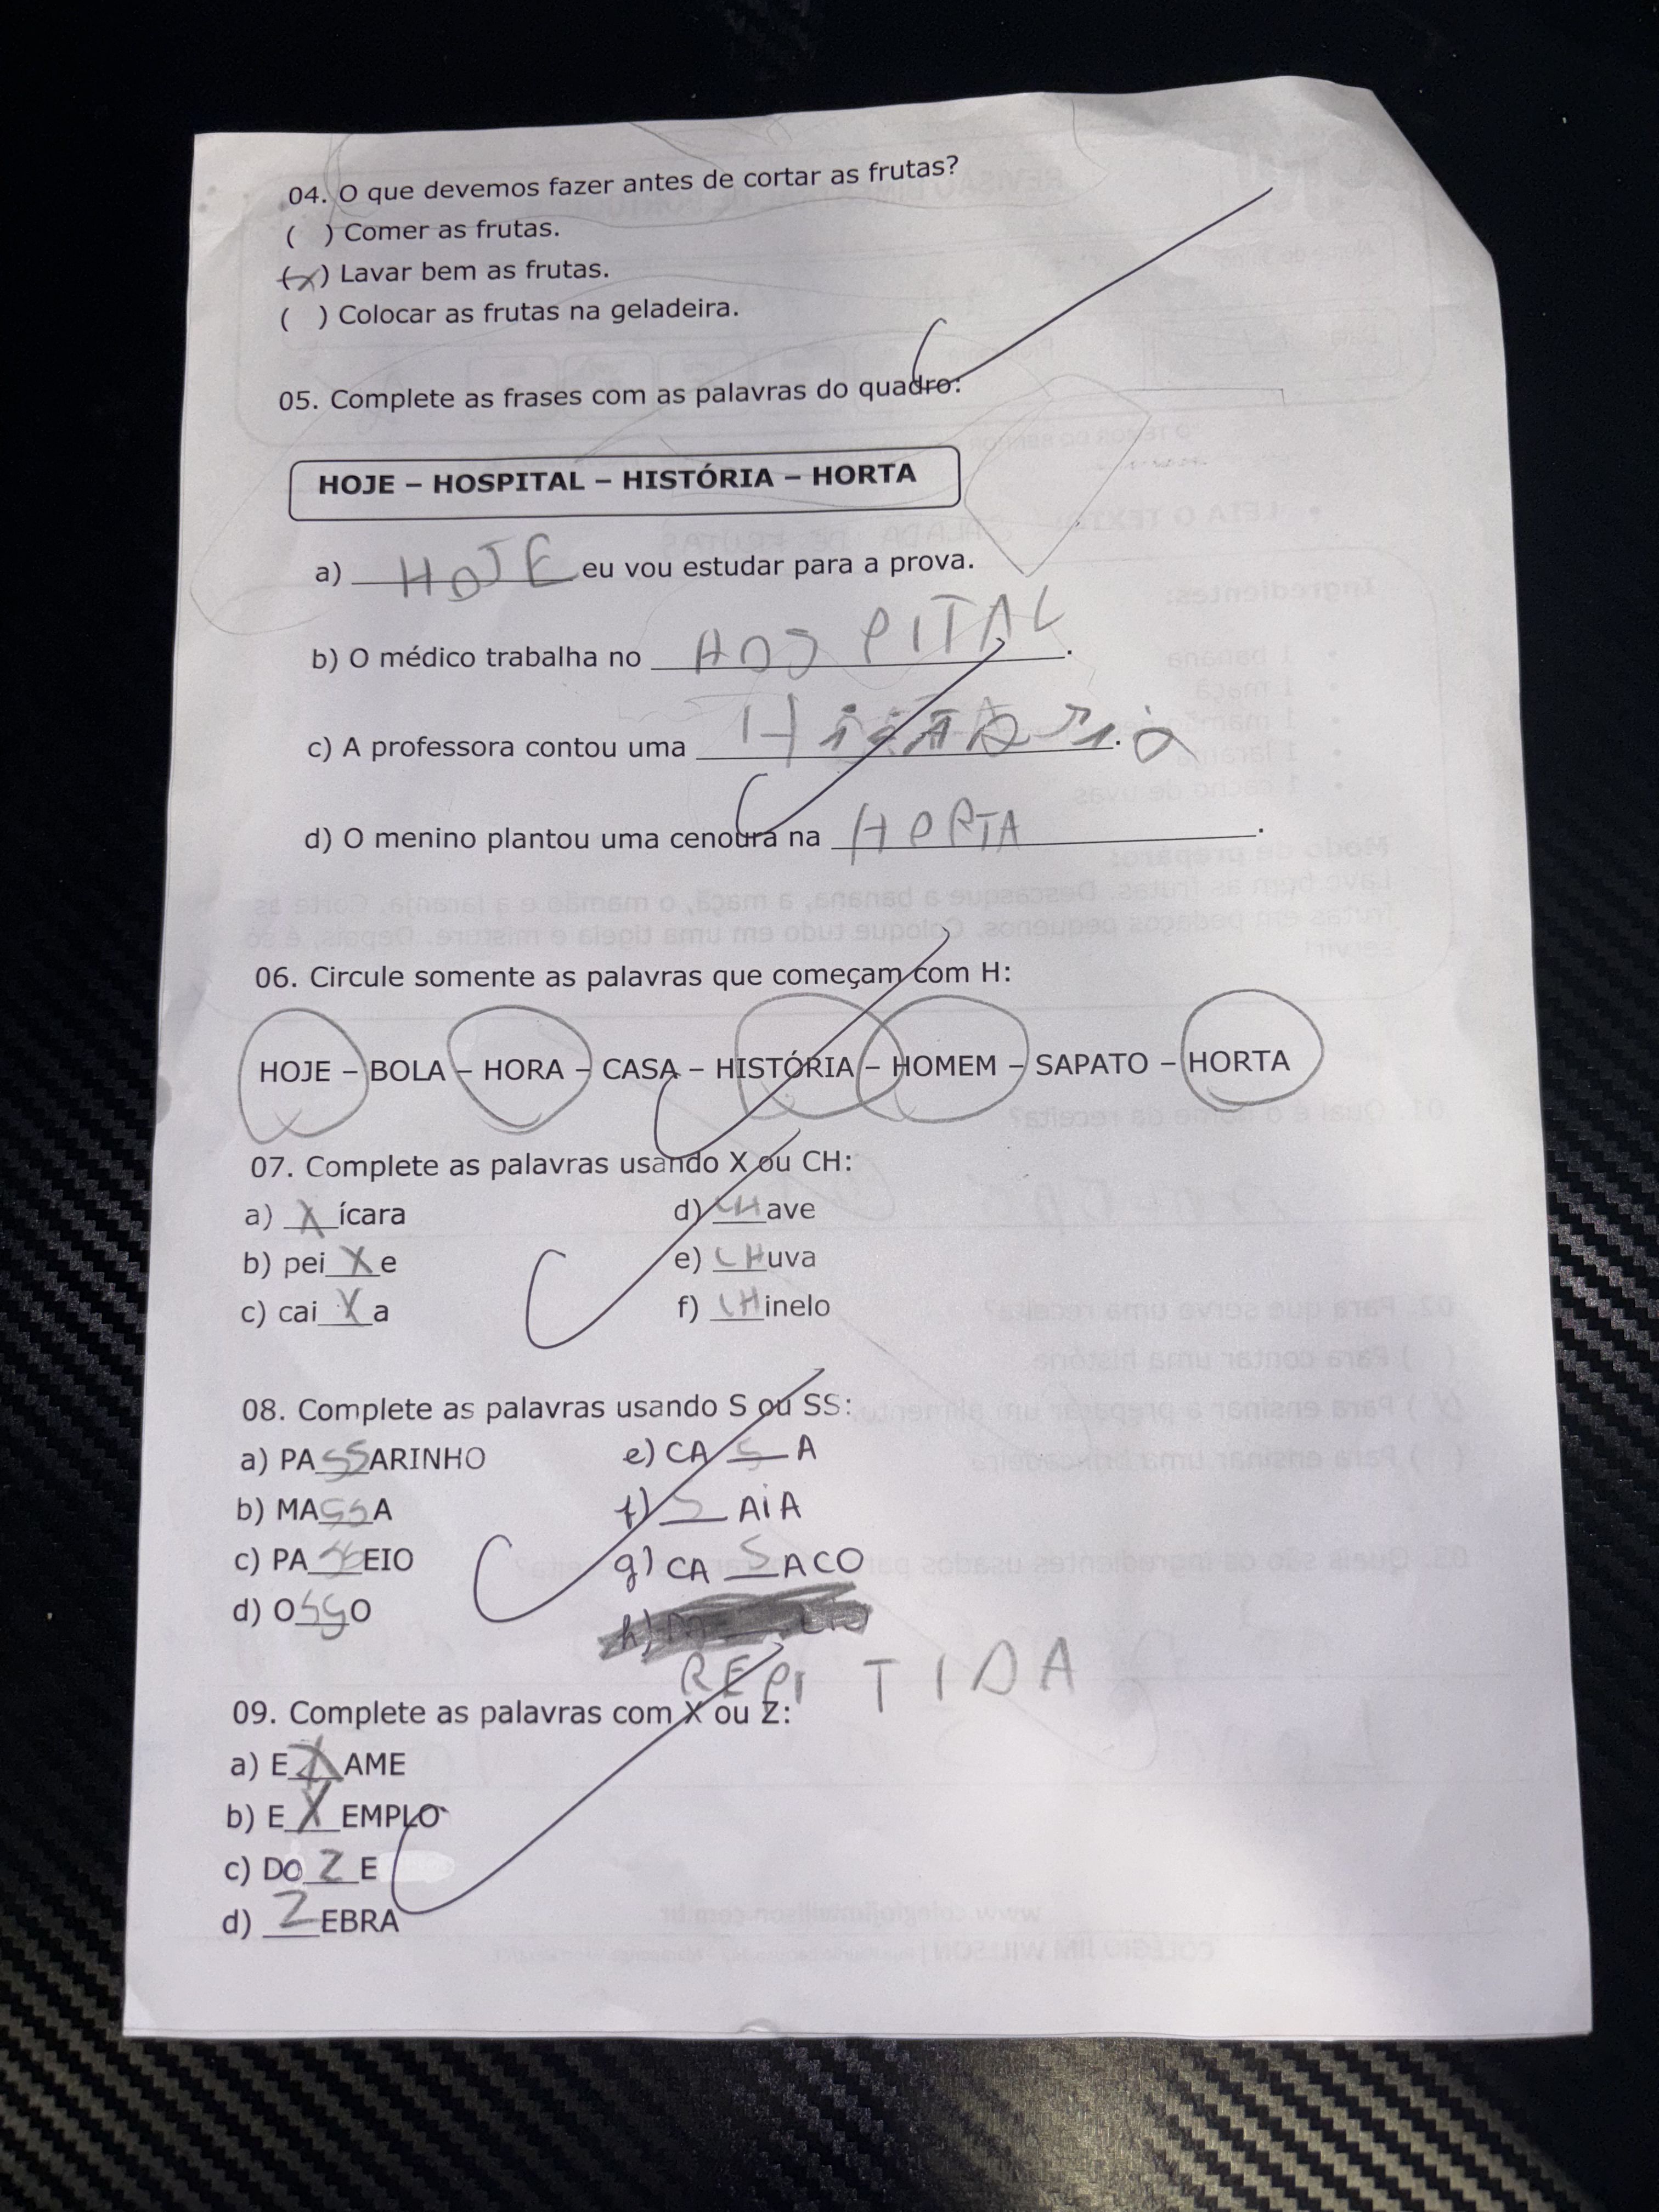 04. O que devemos fazer antes de cortar as frutas?
( ) Comer as frutas.
(x) Lavar bem as frutas.
( ) Colocar as frutas na geladeira.
05. Complete as frases com as palavras do quadro:
HOJE – HOSPITAL – HISTÓRIA – HORTA
a) HOJE eu vou estudar para a prova.
b) O médico trabalha no HOSPITAL.
c) A professora contou uma
d) O menino plantou uma cenoura na HORTA.
06. Circule somente as palavras que começam com H:
HOJE – BOLA – HORA – CASA – HISTÓRIA – HOMEM – SAPATO – HORTA
07. Complete as palavras usando X ou CH:
a) Xícara
b) peiXe
c) caiXa
d) CHave
e) CHuva
f) CHinelo
08. Complete as palavras usando S ou SS:
a) PASSARINHO
b) MASSA
c) PASSEIO
d) OSSO
e) CASA
f) SAiA
g) CASACO
h)
REPITIDA
09. Complete as palavras com X ou Z:
a) EXAME
b) EXEMPLO
c) DOZE
d) ZEBRA